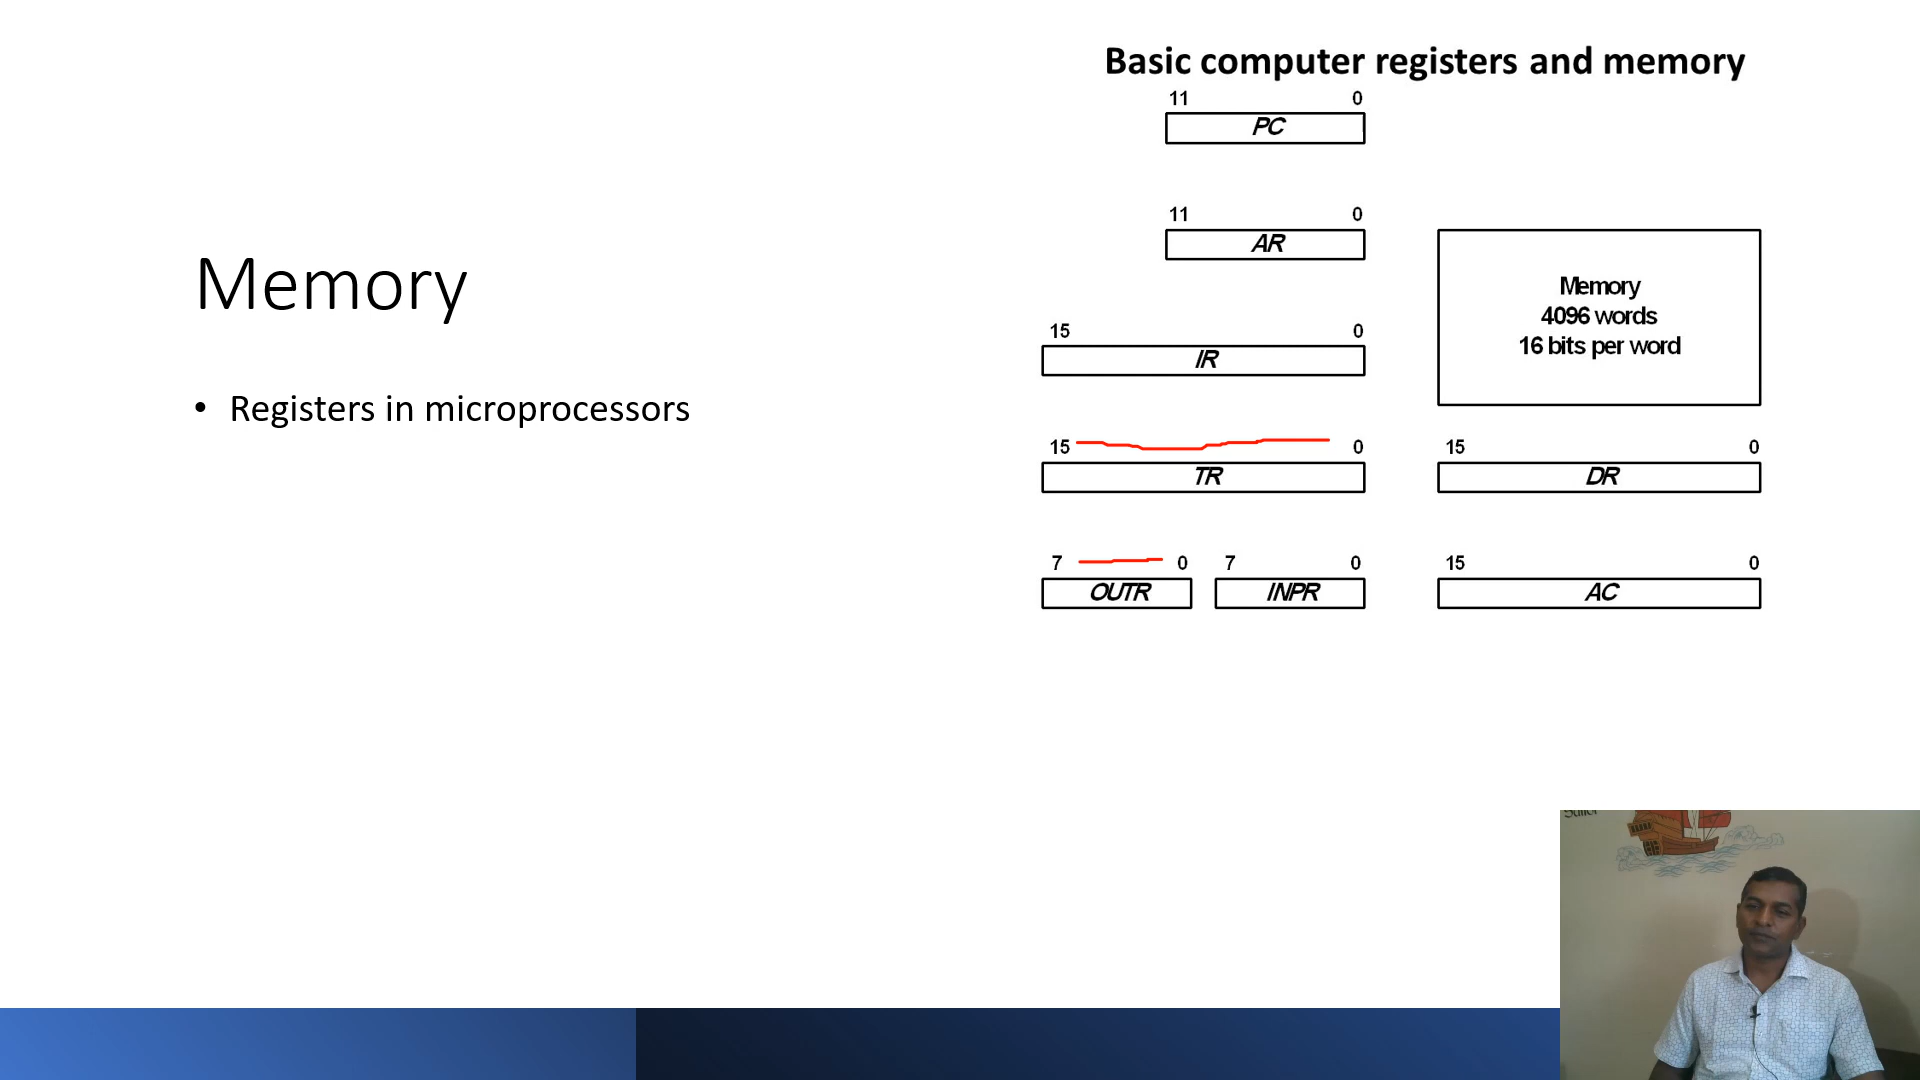 Basic computer registers and memory
11 0
PC
11 0
AR
Memory
4096 words
16 bits per word
Memory
15 0
IR
• Registers in microprocessors
15 0
TR
15 0
DR
7 0
OUTR
7 0
INPR
15 0
AC